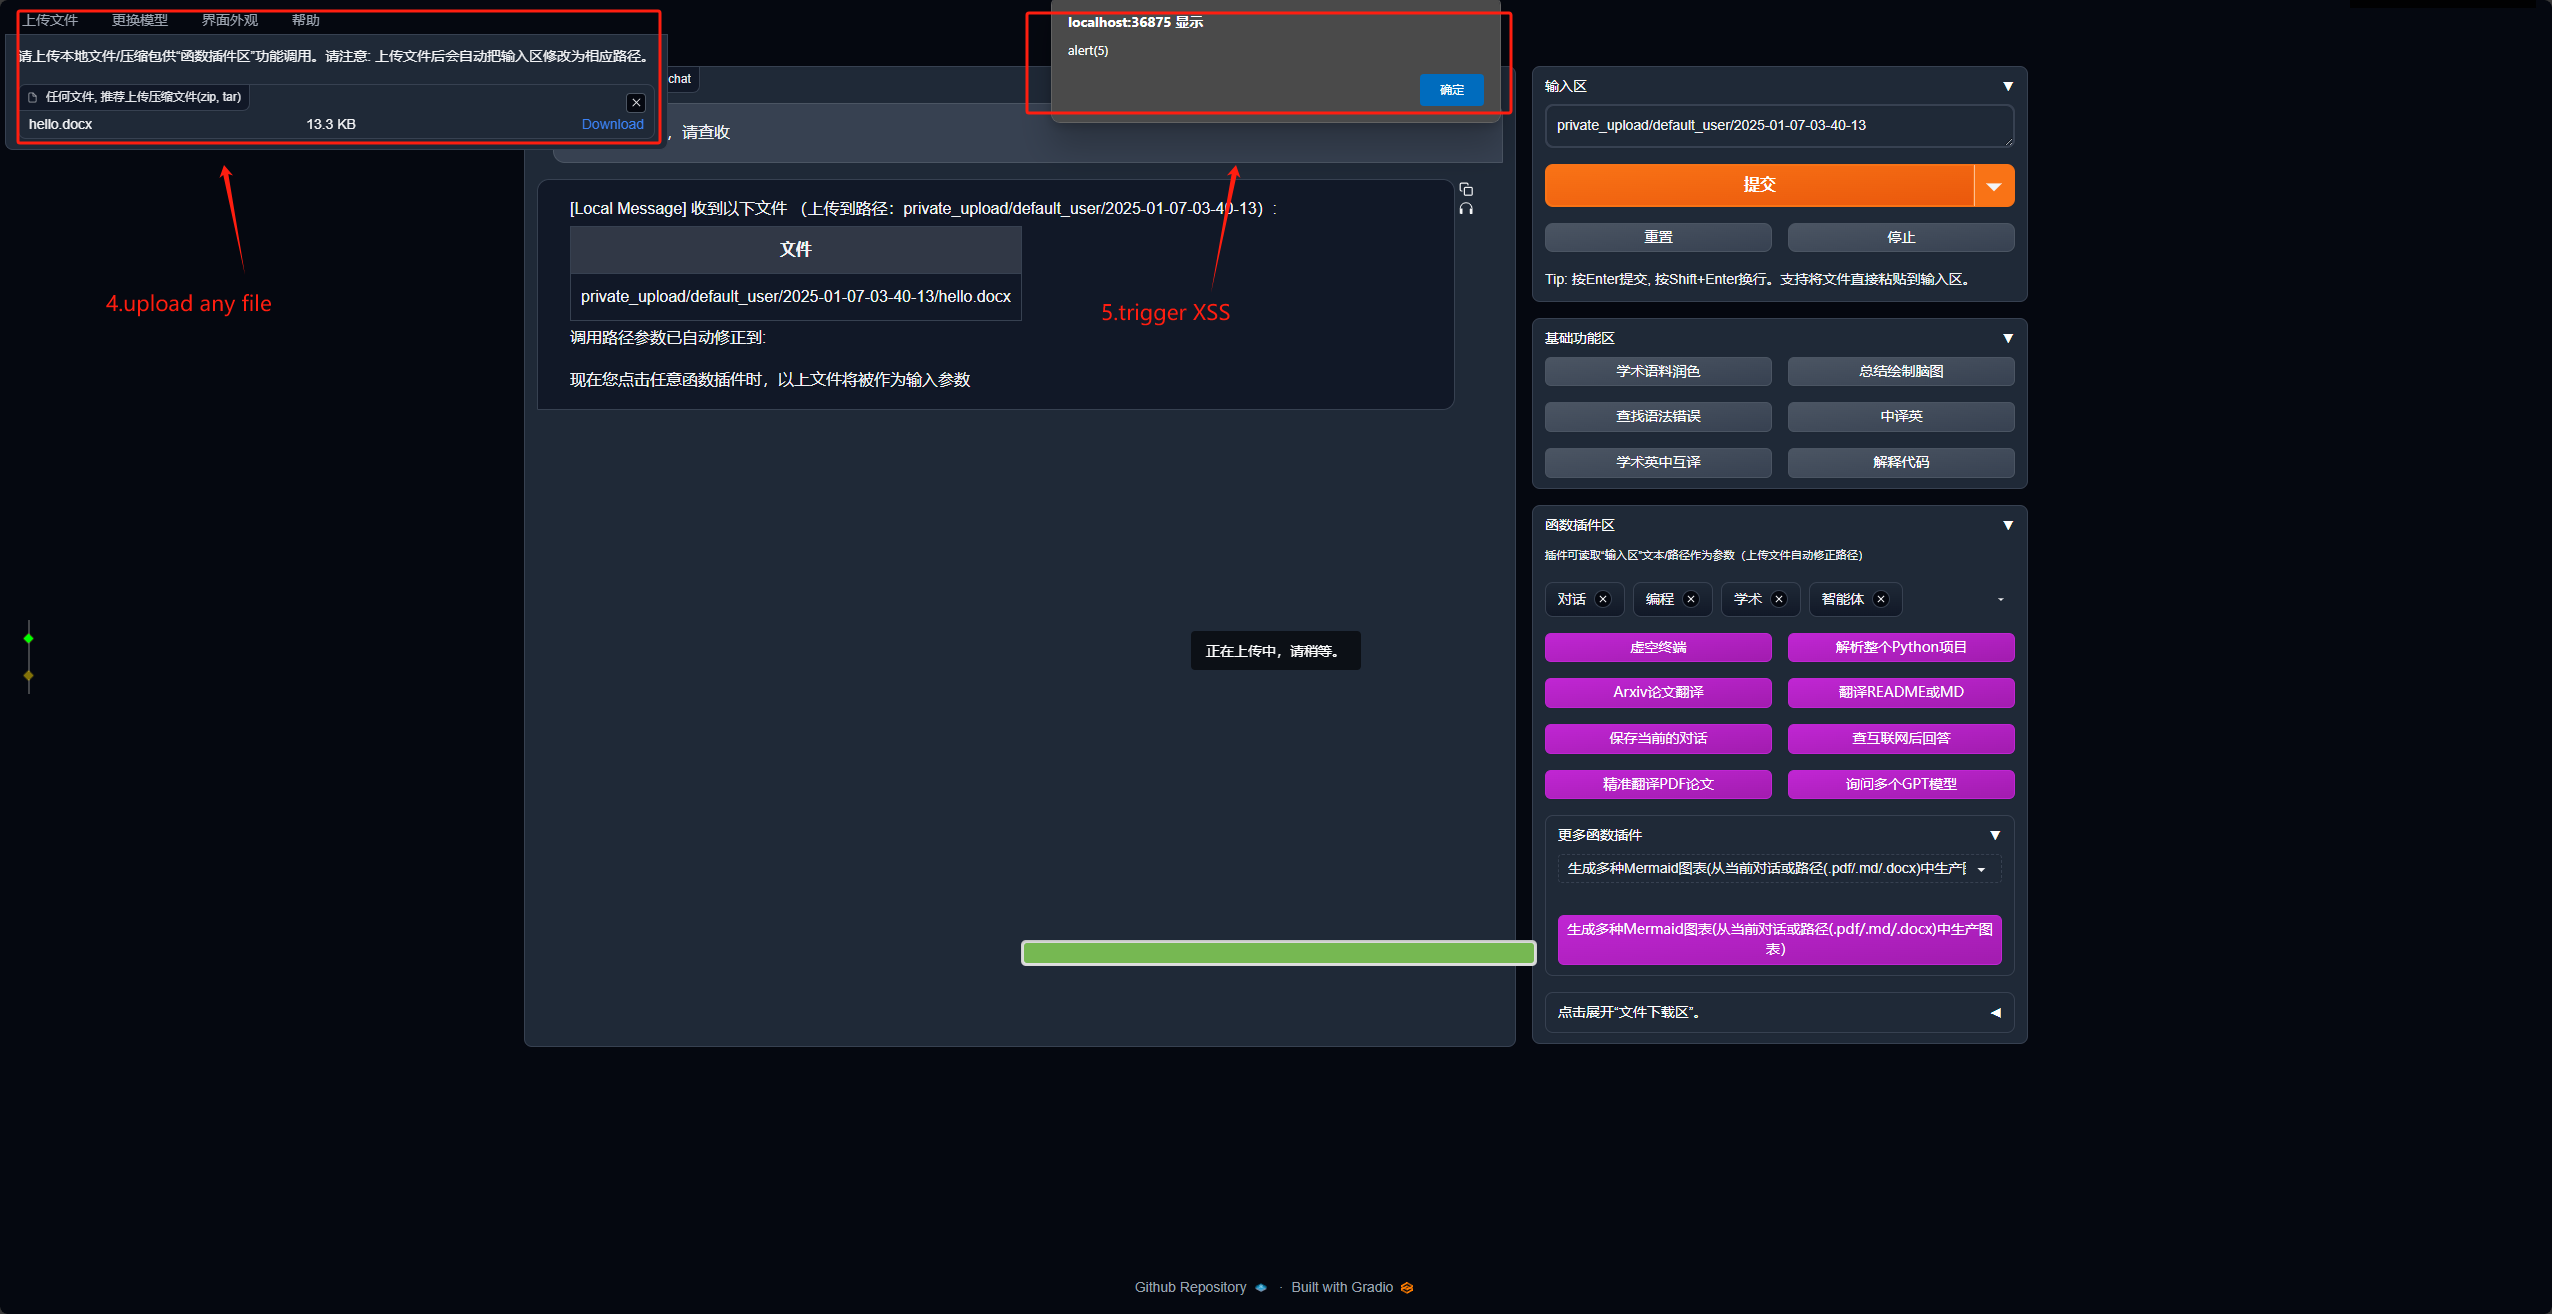 上传文件 更换模型 界面外观 帮助
请上传本地文件/压缩包供“函数插件区”功能调用。请注意: 上传文件后会自动把输入区修改为相应路径。
任何文件, 推荐上传压缩文件(zip, tar)
hello.docx 13.3 KB Download
4.upload any file
localhost:36875 显示
alert(5)
确定
5.trigger XSS
chat
，请查收
[Local Message] 收到以下文件 （上传到路径：private_upload/default_user/2025-01-07-03-40-13）:
文件
private_upload/default_user/2025-01-07-03-40-13/hello.docx
调用路径参数已自动修正到:
现在您点击任意函数插件时，以上文件将被作为输入参数
正在上传中，请稍等。
输入区
private_upload/default_user/2025-01-07-03-40-13
提交
重置 停止
Tip: 按Enter提交, 按Shift+Enter换行。支持将文件直接粘贴到输入区。
基础功能区
学术语料润色 总结绘制脑图
查找语法错误 中译英
学术英中互译 解释代码
函数插件区
插件可读取“输入区”文本/路径作为参数（上传文件自动修正路径）
对话 编程 学术 智能体
虚空终端 解析整个Python项目
Arxiv论文翻译 翻译README或MD
保存当前的对话 查互联网后回答
精准翻译PDF论文 询问多个GPT模型
更多函数插件
生成多种Mermaid图表(从当前对话或路径(.pdf/.md/.docx)中生产
生成多种Mermaid图表(从当前对话或路径(.pdf/.md/.docx)中生产图
表)
点击展开“文件下载区”。
Github Repository · Built with Gradio